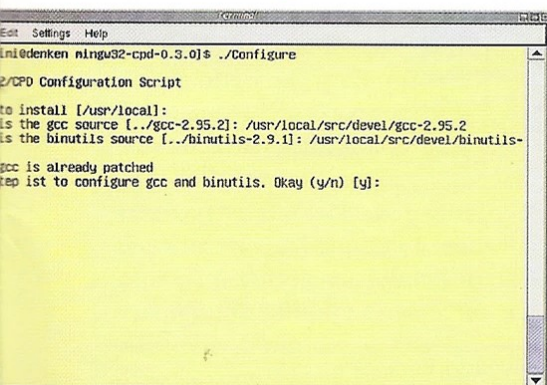 Terminal
Edit Settings Help
ini@denken mingw32-cpd-0.3.0]$ ./Configure
2/CPD Configuration Script
to install [/usr/local]:
is the gcc source [../gcc-2.95.2]: /usr/local/src/devel/gcc-2.95.2
is the binutils source [../binutils-2.9.1]: /usr/local/src/devel/binutils-
gcc is already patched
tep ist to configure gcc and binutils. Okay (y/n) [y]: